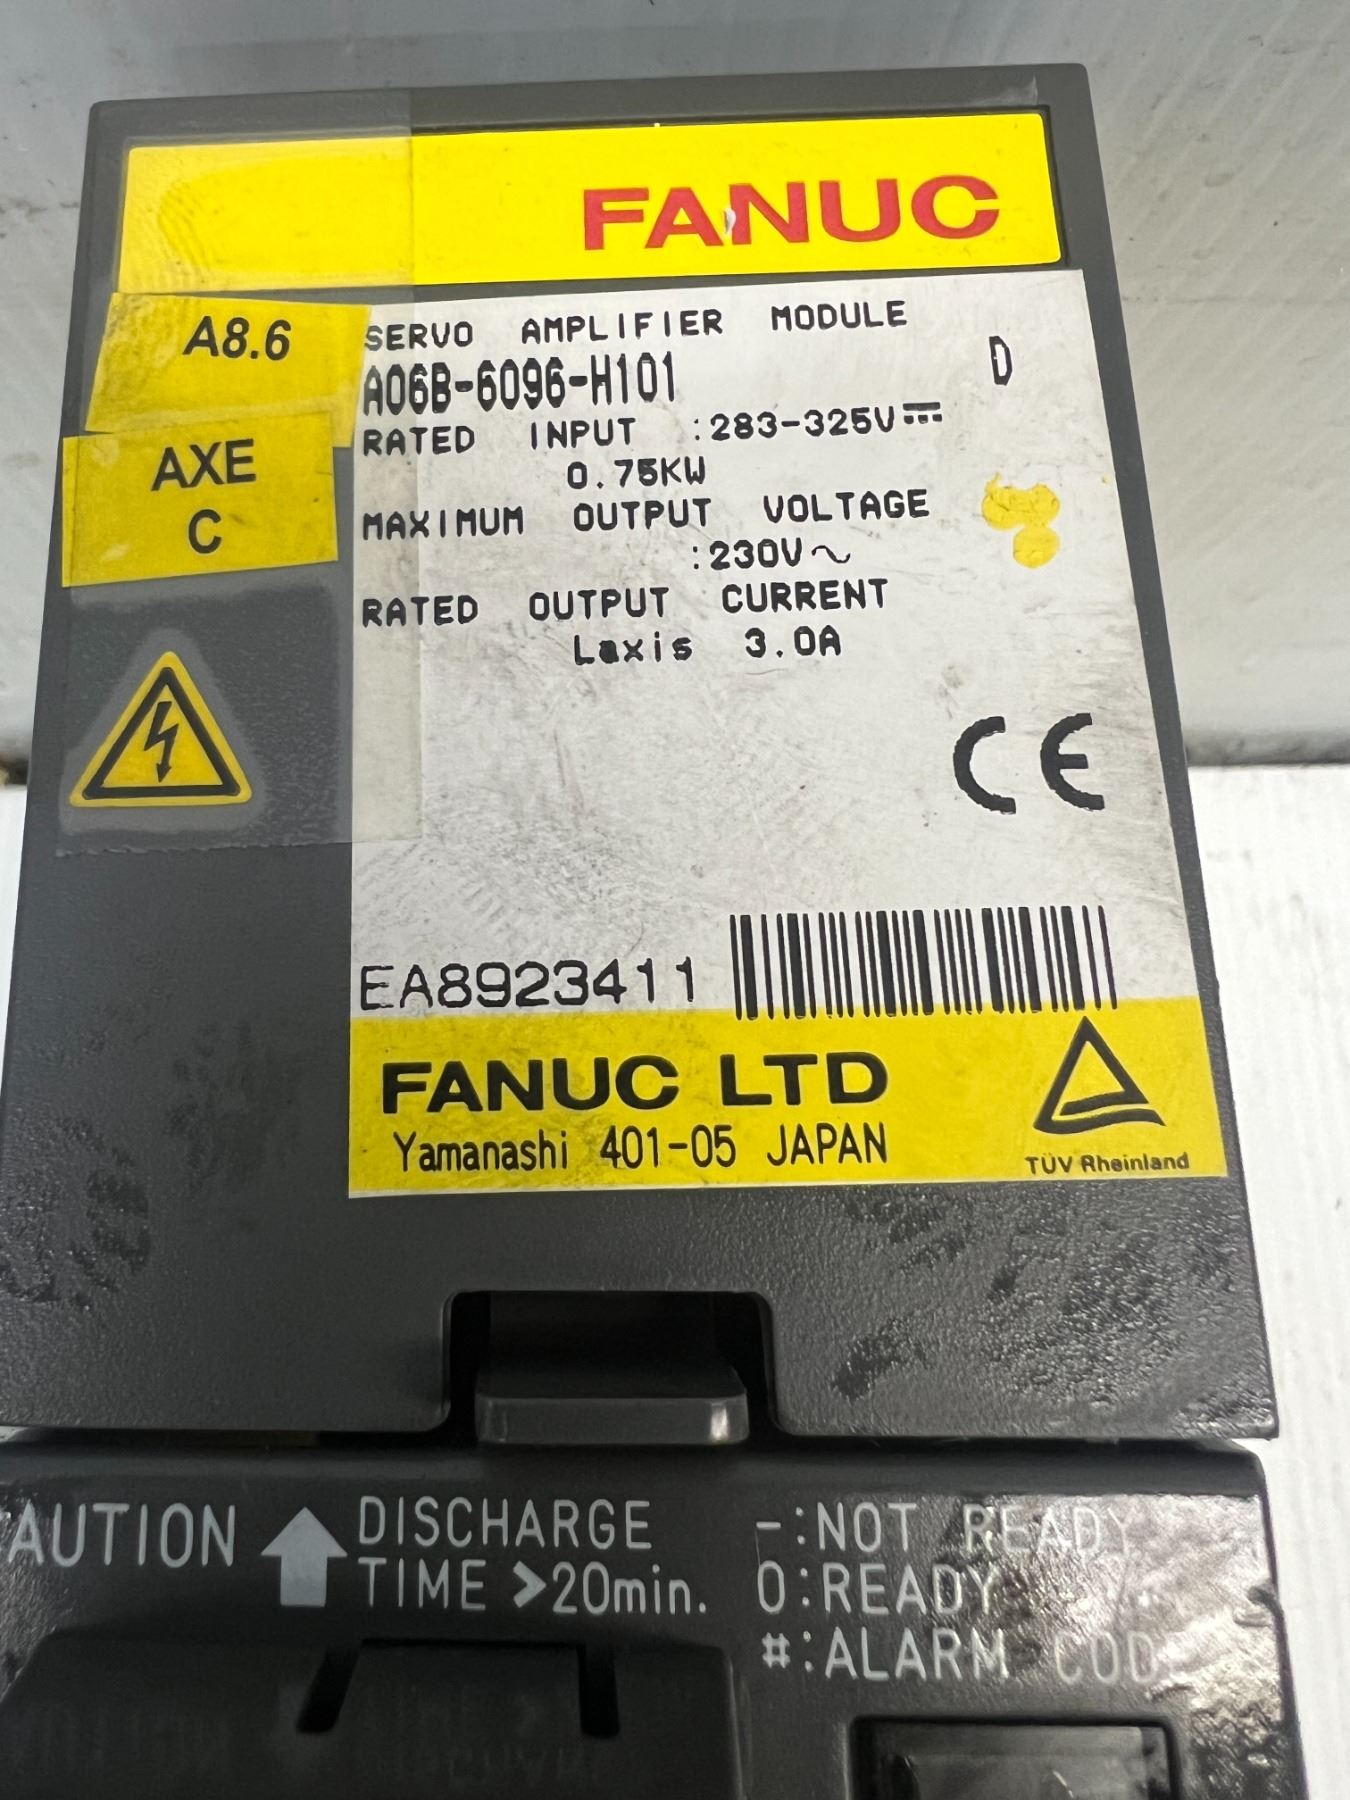 FANUC
A8.6
AXE
C
SERVO AMPLIFIER MODULE
A06B-6096-H101 D
RATED INPUT :283-325V⎓
0.75KW
MAXIMUM OUTPUT VOLTAGE
:230V~
RATED OUTPUT CURRENT
Laxis 3.0A
CE
EA8923411
FANUC LTD
Yamanashi 401-05 JAPAN
TÜV Rheinland
DISCHARGE
TIME >20min.
-:NOT READY
0:READY
#:ALARM